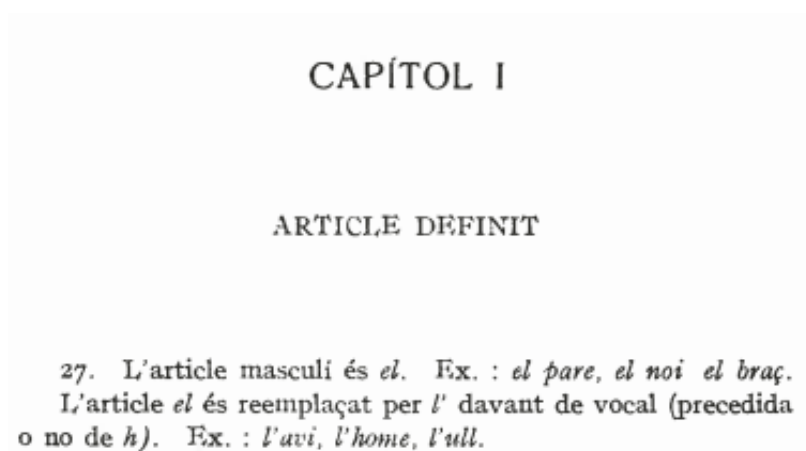 CAPÍTOL I
ARTICLE DEFINIT
27. L'article masculí és el. Ex. : el pare, el noi el braç.
L'article el és reemplaçat per l' davant de vocal (precedida
o no de h). Ex. : l'avi, l'home, l'ull.